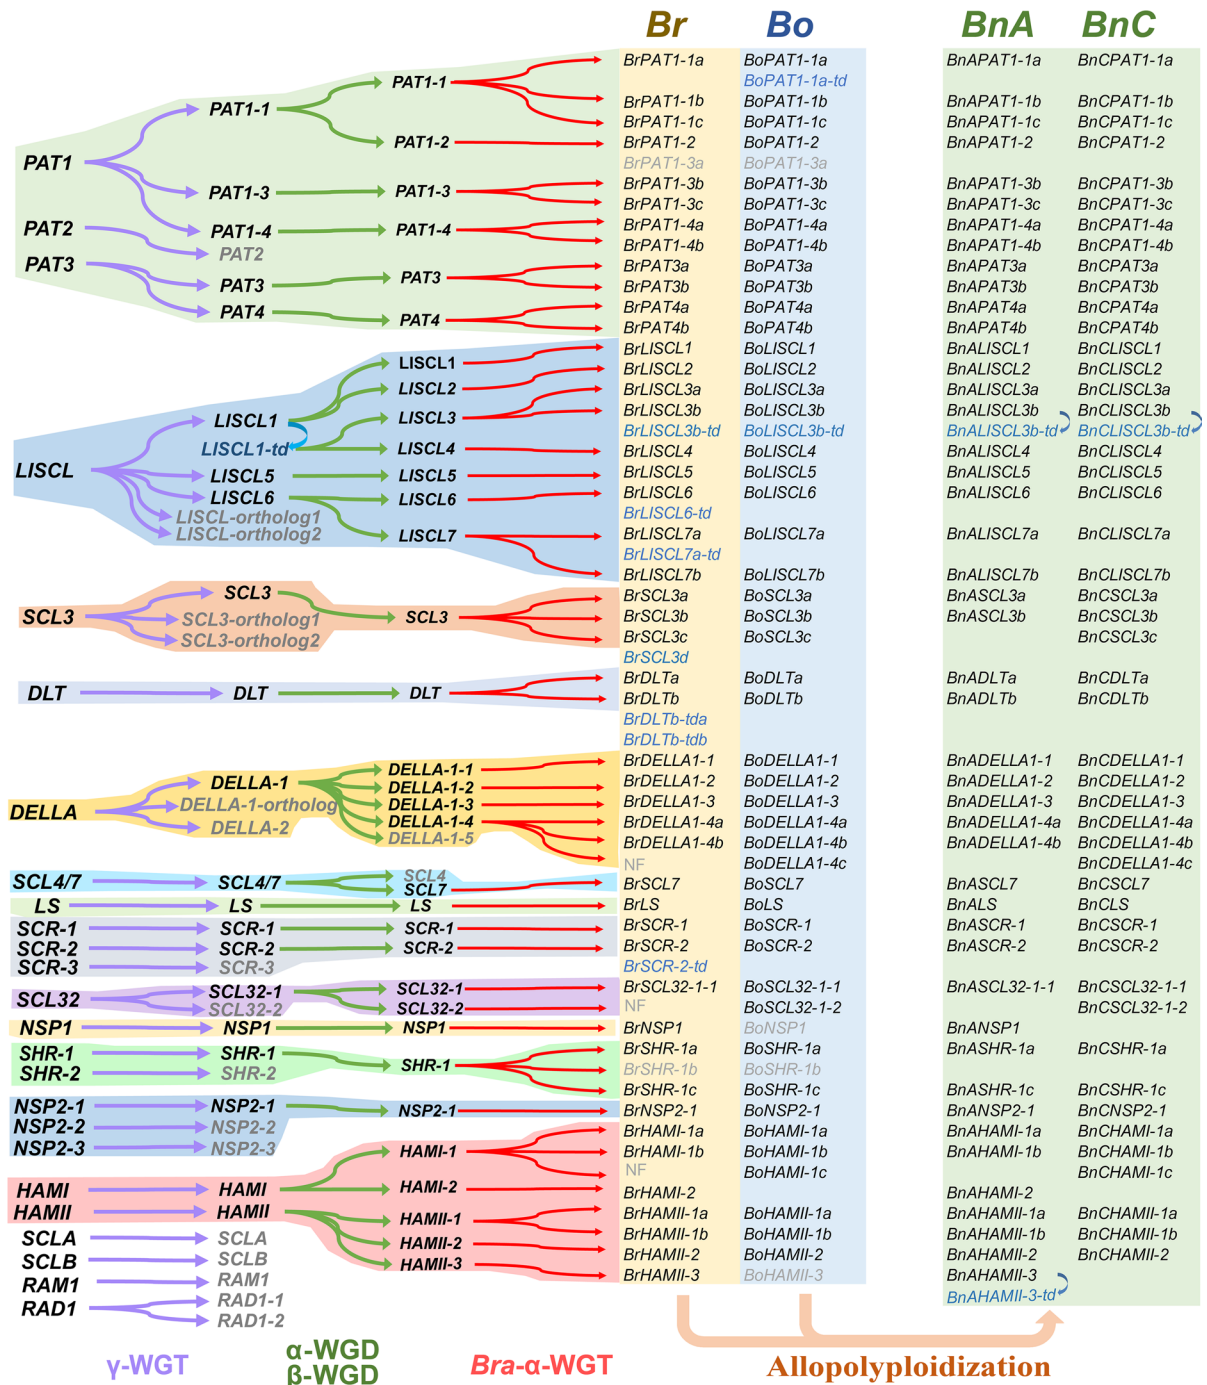 Br Bo BnA BnC
BrPAT1-1a BoPAT1-1a BnAPAT1-1a BnCPAT1-1a
PAT1-1 BoPAT1-1a-td
PAT1-1 BrPAT1-1b BoPAT1-1b BnAPAT1-1b BnCPAT1-1b
BrPAT1-1c BoPAT1-1c BnAPAT1-1c BnCPAT1-1c
PAT1-2 BrPAT1-2 BoPAT1-2 BnAPAT1-2 BnCPAT1-2
PAT1 BrPAT1-3a BoPAT1-3a
PAT1-3 PAT1-3 BrPAT1-3b BoPAT1-3b BnAPAT1-3b BnCPAT1-3b
BrPAT1-3c BoPAT1-3c BnAPAT1-3c BnCPAT1-3c
PAT2 PAT1-4 PAT1-4 BrPAT1-4a BoPAT1-4a BnAPAT1-4a BnCPAT1-4a
PAT2 BrPAT1-4b BoPAT1-4b BnAPAT1-4b BnCPAT1-4b
PAT3 BrPAT3a BoPAT3a BnAPAT3a BnCPAT3a
PAT3 PAT3 BrPAT3b BoPAT3b BnAPAT3b BnCPAT3b
PAT4 PAT4 BrPAT4a BoPAT4a BnAPAT4a BnCPAT4a
BrPAT4b BoPAT4b BnAPAT4b BnCPAT4b
BrLISCL1 BoLISCL1 BnALISCL1 BnCLISCL1
LISCL1 BrLISCL2 BoLISCL2 BnALISCL2 BnCLISCL2
LISCL2 BrLISCL3a BoLISCL3a BnALISCL3a BnCLISCL3a
LISCL1 LISCL3 BrLISCL3b BoLISCL3b BnALISCL3b BnCLISCL3b
BrLISCL3b-td BoLISCL3b-td BnALISCL3b-td BnCLISCL3b-td
LISCL1-td LISCL4 BrLISCL4 BoLISCL4 BnALISCL4 BnCLISCL4
LISCL LISCL5 LISCL5 BrLISCL5 BoLISCL5 BnALISCL5 BnCLISCL5
LISCL6 LISCL6 BrLISCL6 BoLISCL6 BnALISCL6 BnCLISCL6
LISCL-ortholog1 BrLISCL6-td
LISCL-ortholog2 LISCL7 BrLISCL7a BoLISCL7a BnALISCL7a BnCLISCL7a
BrLISCL7a-td
BrLISCL7b BoLISCL7b BnALISCL7b BnCLISCL7b
SCL3 BrSCL3a BoSCL3a BnASCL3a BnCSCL3a
SCL3 SCL3-ortholog1 SCL3 BrSCL3b BoSCL3b BnASCL3b BnCSCL3b
SCL3-ortholog2 BrSCL3c BoSCL3c BnCSCL3c
BrSCL3d
BrDLTa BoDLTa BnADLTa BnCDLTa
DLT DLT DLT BrDLTb BoDLTb BnADLTb BnCDLTb
BrDLTb-tda
BrDLTb-tdb
DELLA-1-1 BrDELLA1-1 BoDELLA1-1 BnADELLA1-1 BnCDELLA1-1
DELLA-1 DELLA-1-2 BrDELLA1-2 BoDELLA1-2 BnADELLA1-2 BnCDELLA1-2
DELLA DELLA-1-ortholog DELLA-1-3 BrDELLA1-3 BoDELLA1-3 BnADELLA1-3 BnCDELLA1-3
DELLA-2 DELLA-1-4 BrDELLA1-4a BoDELLA1-4a BnADELLA1-4a BnCDELLA1-4a
DELLA-1-5 BrDELLA1-4b BoDELLA1-4b BnADELLA1-4b BnCDELLA1-4b
NF BoDELLA1-4c BnCDELLA1-4c
SCL4
SCL4/7 SCL4/7 SCL7 BrSCL7 BoSCL7 BnASCL7 BnCSCL7
LS LS LS BrLS BoLS BnALS BnCLS
SCR-1 SCR-1 SCR-1 BrSCR-1 BoSCR-1 BnASCR-1 BnCSCR-1
SCR-2 SCR-2 SCR-2 BrSCR-2 BoSCR-2 BnASCR-2 BnCSCR-2
SCR-3 SCR-3 BrSCR-2-td
SCL32 SCL32-1 SCL32-1 BrSCL32-1-1 BoSCL32-1-1 BnASCL32-1-1 BnCSCL32-1-1
SCL32-2 SCL32-2 NF BoSCL32-1-2 BnCSCL32-1-2
NSP1 NSP1 NSP1 BrNSP1 BoNSP1 BnANSP1
SHR-1 SHR-1 BrSHR-1a BoSHR-1a BnASHR-1a BnCSHR-1a
SHR-2 SHR-2 SHR-1 BrSHR-1b BoSHR-1b
BrSHR-1c BoSHR-1c BnASHR-1c BnCSHR-1c
NSP2-1 NSP2-1 NSP2-1 BrNSP2-1 BoNSP2-1 BnANSP2-1 BnCNSP2-1
NSP2-2 NSP2-2 BrHAMI-1a BoHAMI-1a BnAHAMI-1a BnCHAMI-1a
NSP2-3 NSP2-3 HAMI-1 BrHAMI-1b BoHAMI-1b BnAHAMI-1b BnCHAMI-1b
NF BoHAMI-1c BnCHAMI-1c
HAMI HAMI HAMI-2 BrHAMI-2 BnAHAMI-2
HAMII HAMII HAMII-1 BrHAMII-1a BoHAMII-1a BnAHAMII-1a BnCHAMII-1a
SCLA SCLA HAMII-2 BrHAMII-1b BoHAMII-1b BnAHAMII-1b BnCHAMII-1b
SCLB SCLB HAMII-3 BrHAMII-2 BoHAMII-2 BnAHAMII-2 BnCHAMII-2
RAM1 RAM1 BrHAMII-3 BoHAMII-3 BnAHAMII-3
RAD1 RAD1-1 BnAHAMII-3-td
RAD1-2
γ-WGT α-WGD Bra-α-WGT Allopolyploidization
β-WGD